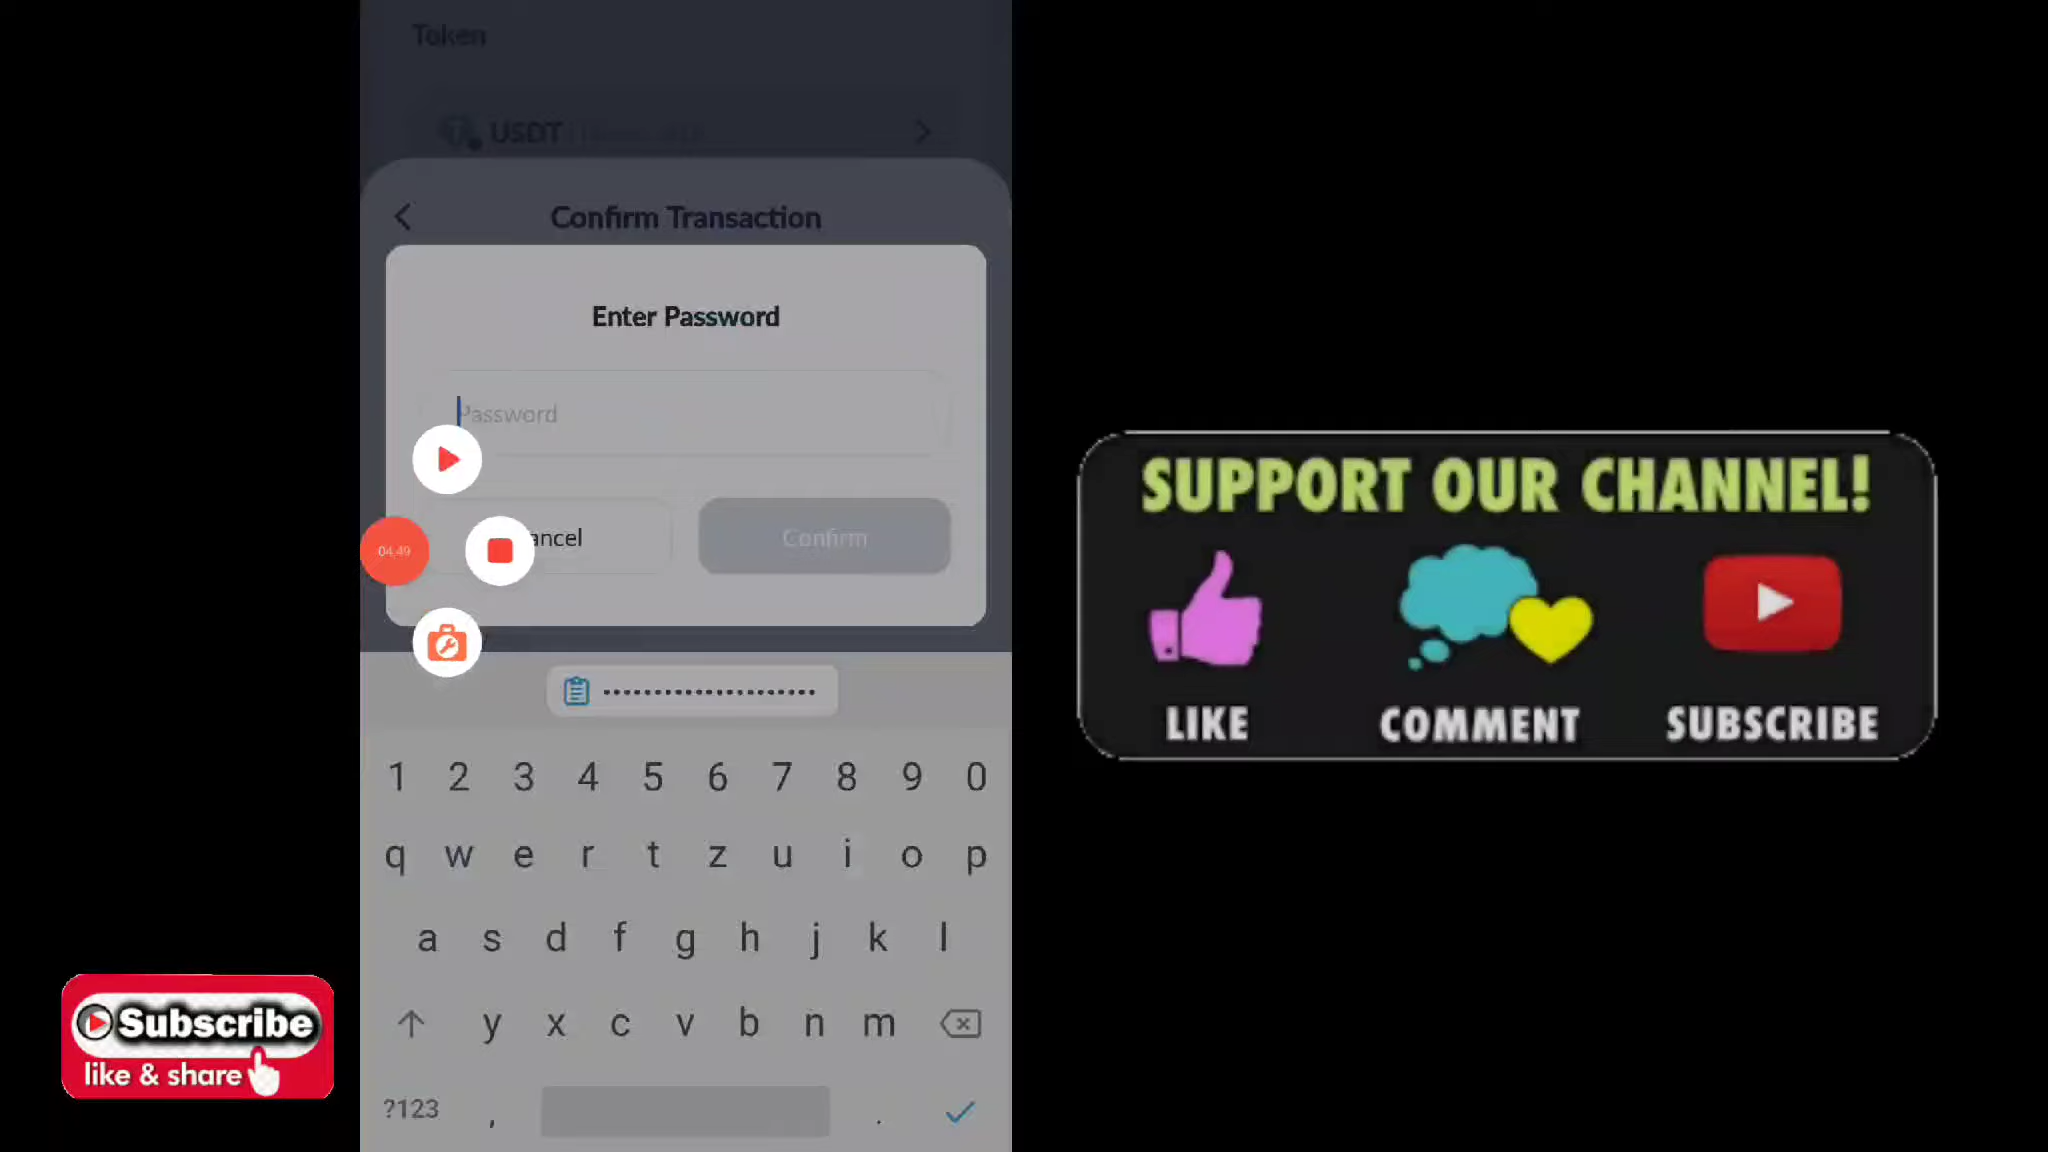 Token
USDT
Confirm Transaction
Enter Password
Password
04:49
ancel
Confirm
1 2 3 4 5 6 7 8 9 0
q w e r t z u i o p
a s d f g h j k l
y x c v b n m
?123 , .
Subscribe
like & share
SUPPORT OUR CHANNEL!
LIKE COMMENT SUBSCRIBE